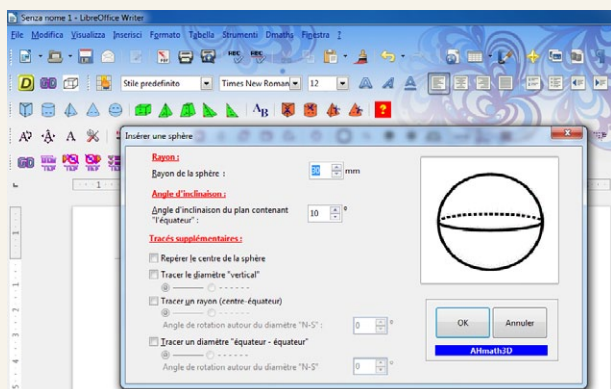 Senza nome 1 - LibreOffice Writer
File Modifica Visualizza Inserisci Formato Tabella Strumenti Dmaths Finestra ?
Stile predefinito Times New Roman 12
Insérer une sphère
Rayon :
Rayon de la sphère : 30 mm
Angle d'inclinaison :
Angle d'inclinaison du plan contenant
"l'équateur" : 10 °
Tracés supplémentaires :
Repérer le centre de la sphère
Tracer le diamètre "vertical"
Tracer un rayon (centre-équateur)
Angle de rotation autour du diamètre "N-S" : 0 °
Tracer un diamètre "équateur - équateur"
Angle de rotation autour du diamètre "N-S" 0 °
OK Annuler
AHmath3D